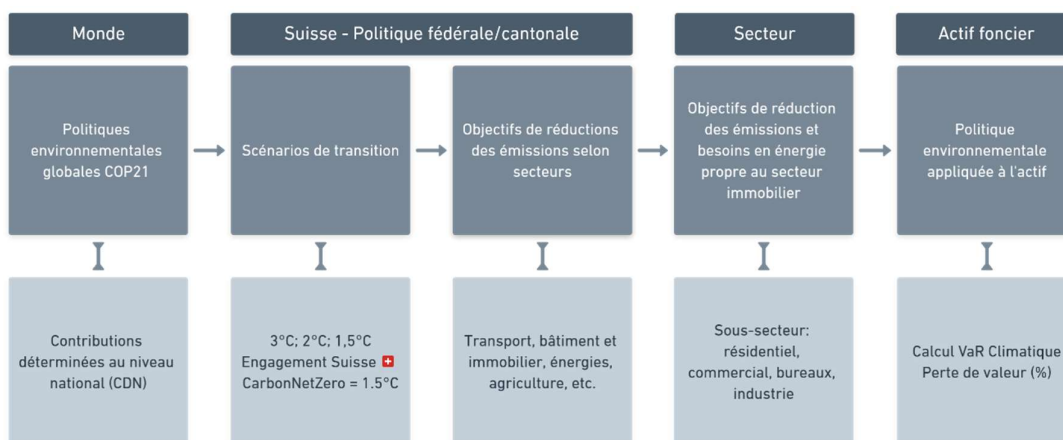 Monde
Suisse - Politique fédérale/cantonale
Secteur
Actif foncier
Politiques
environnementales
globales COP21
Scénarios de transition
Objectifs de réductions
des émissions selon
secteurs
Objectifs de réduction
des émissions et
besoins en énergie
propre au secteur
immobilier
Politique
environnementale
appliquée à l'actif
Contributions
déterminées au niveau
national (CDN)
3°C; 2°C; 1,5°C
Engagement Suisse
CarbonNetZero = 1.5°C
Transport, bâtiment et
immobilier, énergies,
agriculture, etc.
Sous-secteur:
résidentiel,
commercial, bureaux,
industrie
Calcul VaR Climatique
Perte de valeur (%)